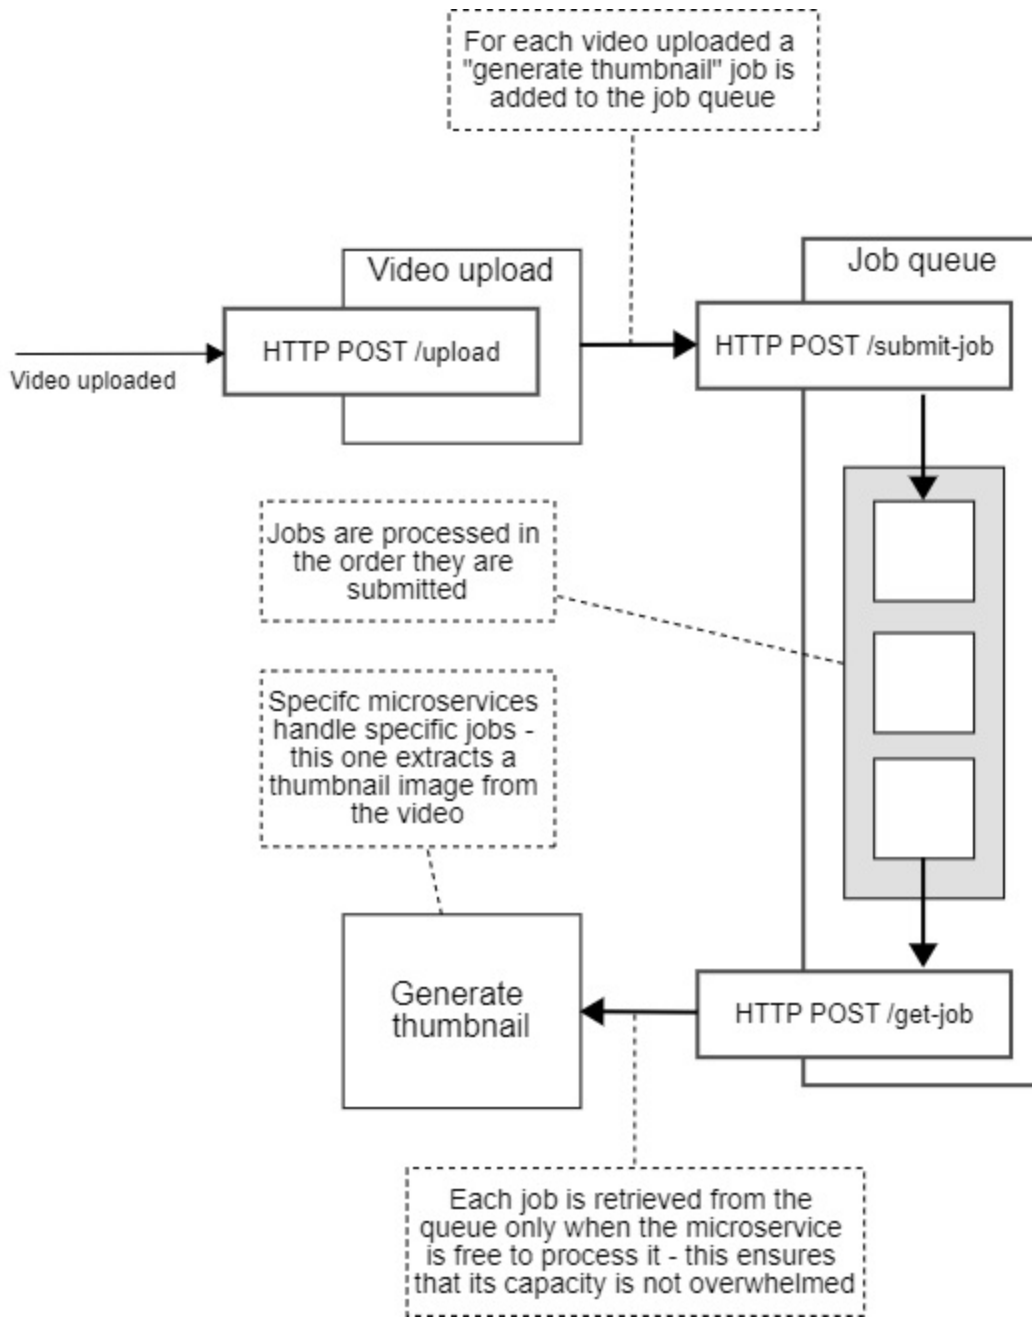 For each video uploaded a
"generate thumbnail" job is
added to the job queue
Video upload
Job queue
HTTP POST /upload
HTTP POST /submit-job
Video uploaded
Jobs are processed in
the order they are
submitted
Specifc microservices
handle specific jobs -
this one extracts a
thumbnail image from
the video
Generate
thumbnail
HTTP POST /get-job
Each job is retrieved from the
queue only when the microservice
is free to process it - this ensures
that its capacity is not overwhelmed